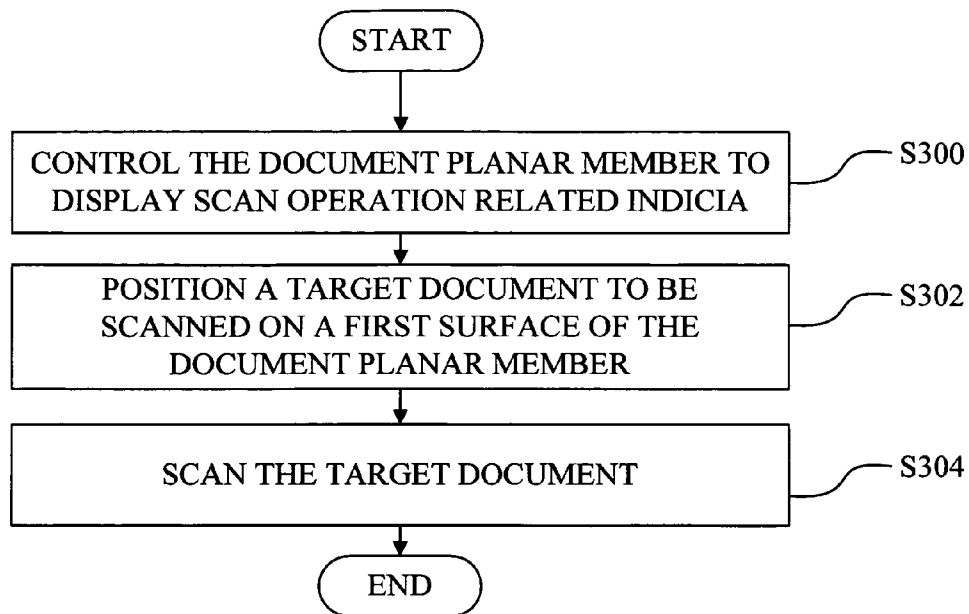 START
CONTROL THE DOCUMENT PLANAR MEMBER TO
DISPLAY SCAN OPERATION RELATED INDICIA
S300
POSITION A TARGET DOCUMENT TO BE
SCANNED ON A FIRST SURFACE OF THE
DOCUMENT PLANAR MEMBER
S302
SCAN THE TARGET DOCUMENT
S304
END